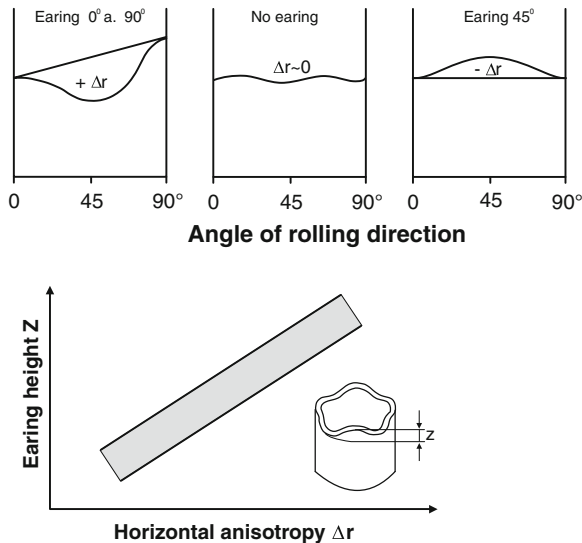 Earing 0° a. 90°
No earing
Earing 45°
+ Δr
Δr~0
- Δr
0 45 90°
0 45 90°
0 45 90°
Angle of rolling direction
Earing height Z
z
Horizontal anisotropy Δr